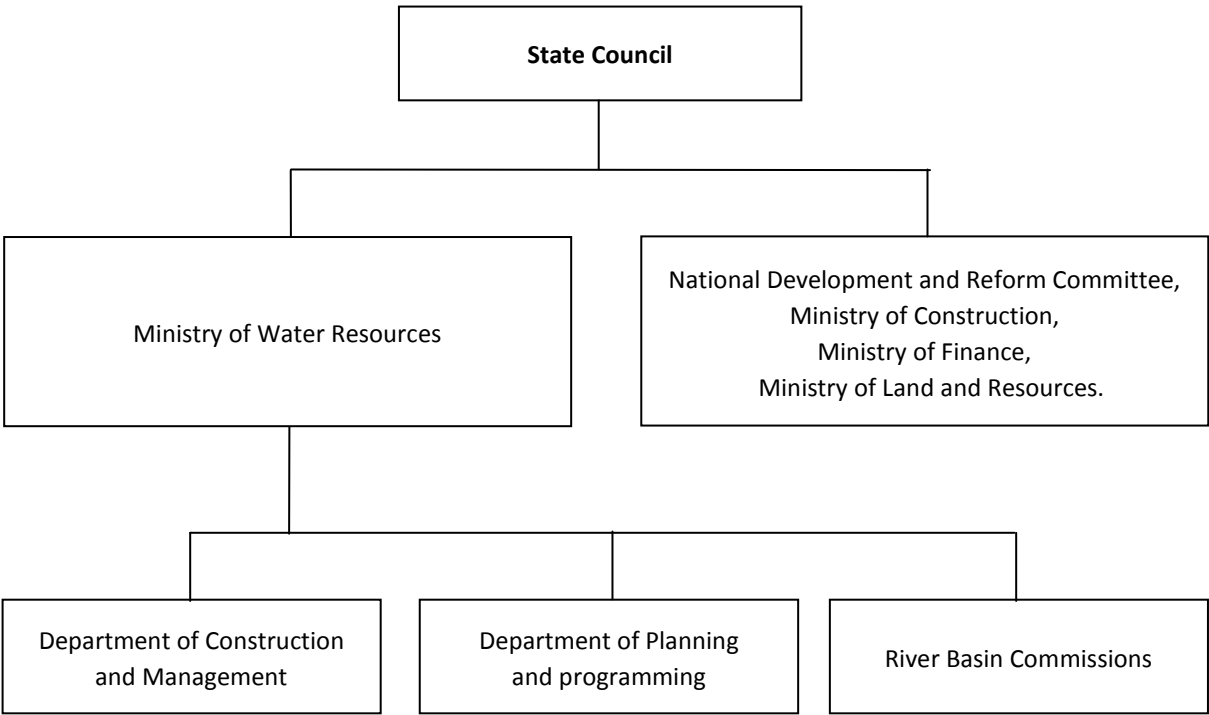 State Council
Ministry of Water Resources
National Development and Reform Committee,
Ministry of Construction,
Ministry of Finance,
Ministry of Land and Resources.
Department of Construction
and Management
Department of Planning
and programming
River Basin Commissions